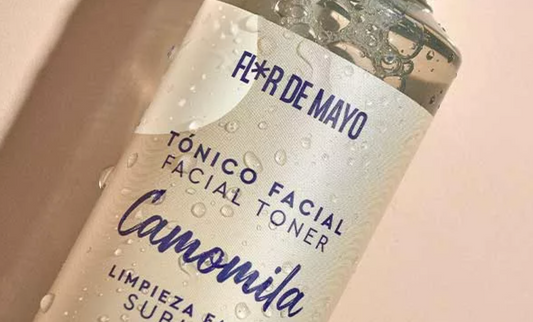 FL*R DE MAYO
TÓNICO FACIAL
FACIAL TONER
Camomila
LIMPIEZA